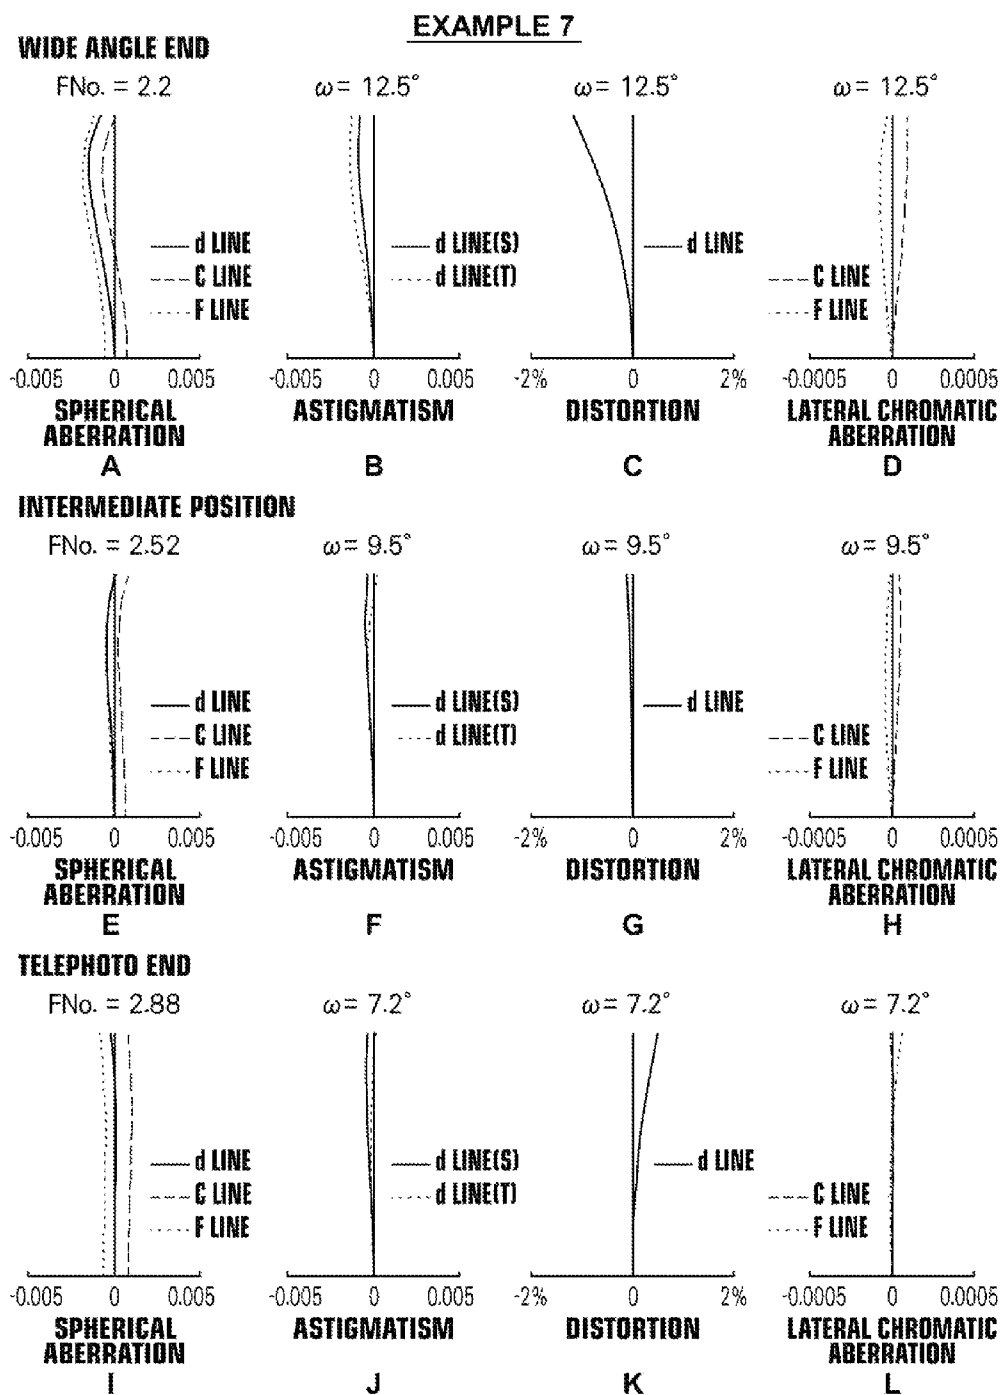 EXAMPLE 7
WIDE ANGLE END
FNo. = 2.2
ω = 12.5°
ω = 12.5°
ω = 12.5°
d LINE
C LINE
F LINE
d LINE(S)
d LINE(T)
d LINE
C LINE
F LINE
-0.005 0 0.005
-0.005 0 0.005
-2% 0 2%
-0.0005 0 0.0005
SPHERICAL
ABERRATION
ASTIGMATISM
DISTORTION
LATERAL CHROMATIC
ABERRATION
A
B
C
D
INTERMEDIATE POSITION
FNo. = 2.52
ω = 9.5°
ω = 9.5°
ω = 9.5°
d LINE
C LINE
F LINE
d LINE(S)
d LINE(T)
d LINE
C LINE
F LINE
-0.005 0 0.005
-0.005 0 0.005
-2% 0 2%
-0.0005 0 0.0005
SPHERICAL
ABERRATION
ASTIGMATISM
DISTORTION
LATERAL CHROMATIC
ABERRATION
E
F
G
H
TELEPHOTO END
FNo. = 2.88
ω = 7.2°
ω = 7.2°
ω = 7.2°
d LINE
C LINE
F LINE
d LINE(S)
d LINE(T)
d LINE
C LINE
F LINE
-0.005 0 0.005
-0.005 0 0.005
-2% 0 2%
-0.0005 0 0.0005
SPHERICAL
ABERRATION
ASTIGMATISM
DISTORTION
LATERAL CHROMATIC
ABERRATION
I
J
K
L